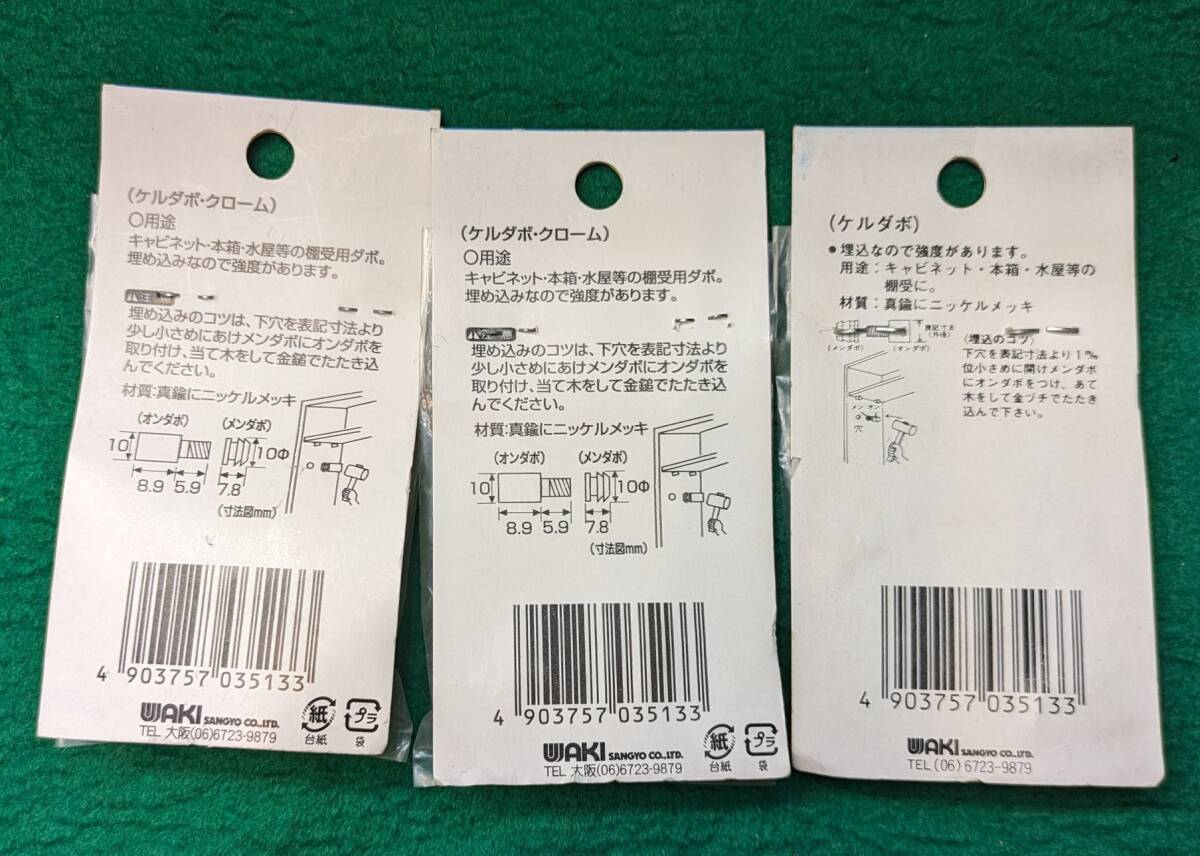 (ケルダボ・クローム)
○用途
キャビネット・本箱・水屋等の棚受用ダボ。
埋め込みなので強度があります。
埋め込みのコツは、下穴を表記寸法より
少し小さめにあけメンダボにオンダボを
取り付け、当て木をして金鎚でたたき込
んでください。
材質:真鍮にニッケルメッキ
(オンダボ) (メンダボ)
10 10Φ
8.9 5.9 7.8
(寸法図mm)
4 903757 035133
WAKI SANGYO CO.,LTD.
TEL 大阪(06)6723-9879
紙 プラ
台紙 袋
(ケルダボ・クローム)
○用途
キャビネット・本箱・水屋等の棚受用ダボ。
埋め込みなので強度があります。
埋め込みのコツは、下穴を表記寸法より
少し小さめにあけメンダボにオンダボを
取り付け、当て木をして金鎚でたたき込
んでください。
材質:真鍮にニッケルメッキ
(オンダボ) (メンダボ)
10 10Φ
8.9 5.9 7.8
(寸法図mm)
4 903757 035133
WAKI SANGYO CO.,LTD.
TEL 大阪(06)6723-9879
紙 プラ
台紙 袋
(ケルダボ)
●埋込なので強度があります。
用途:キャビネット・本箱・水屋等の
棚受に。
材質:真鍮にニッケルメッキ
表記寸法
(外径)
(メンダボ) (オンダボ)
(埋込のコツ)
下穴を表記寸法より1㎜
位小さめに開けメンダボ
にオンダボをつけ、あて
木をして金ヅチでたたき
込んで下さい。
メン オン
穴
4 903757 035133
WAKI SANGYO CO.,LTD.
TEL (06) 6723-9879